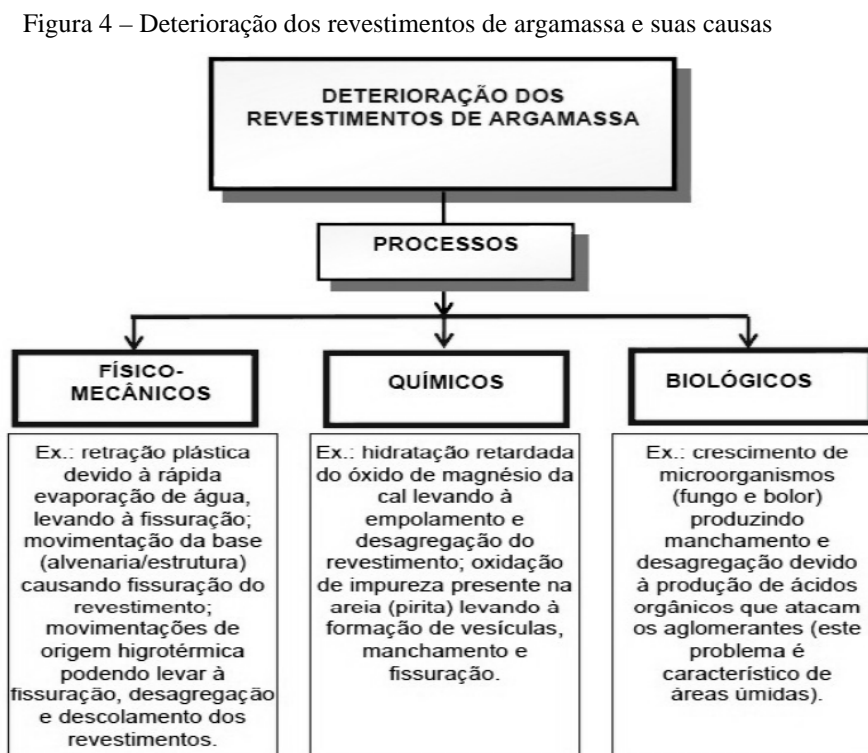 Figura 4 – Deterioração dos revestimentos de argamassa e suas causas
DETERIORAÇÃO DOS
REVESTIMENTOS DE ARGAMASSA
PROCESSOS
FÍSICO-
MECÂNICOS
Ex.: retração plástica
devido à rápida
evaporação de água,
levando à fissuração;
movimentação da base
(alvenaria/estrutura)
causando fissuração do
revestimento;
movimentações de
origem higrotérmica
podendo levar à
fissuração, desagregação
e descolamento dos
revestimentos.
QUÍMICOS
Ex.: hidratação retardada
do óxido de magnésio da
cal levando à
empolamento e
desagregação do
revestimento; oxidação
de impureza presente na
areia (pirita) levando à
formação de vesículas,
manchamento e
fissuração.
BIOLÓGICOS
Ex.: crescimento de
microorganismos
(fungo e bolor)
produzindo
manchamento e
desagregação devido
à produção de ácidos
orgânicos que atacam
os aglomerantes (este
problema é
característico de
áreas úmidas).